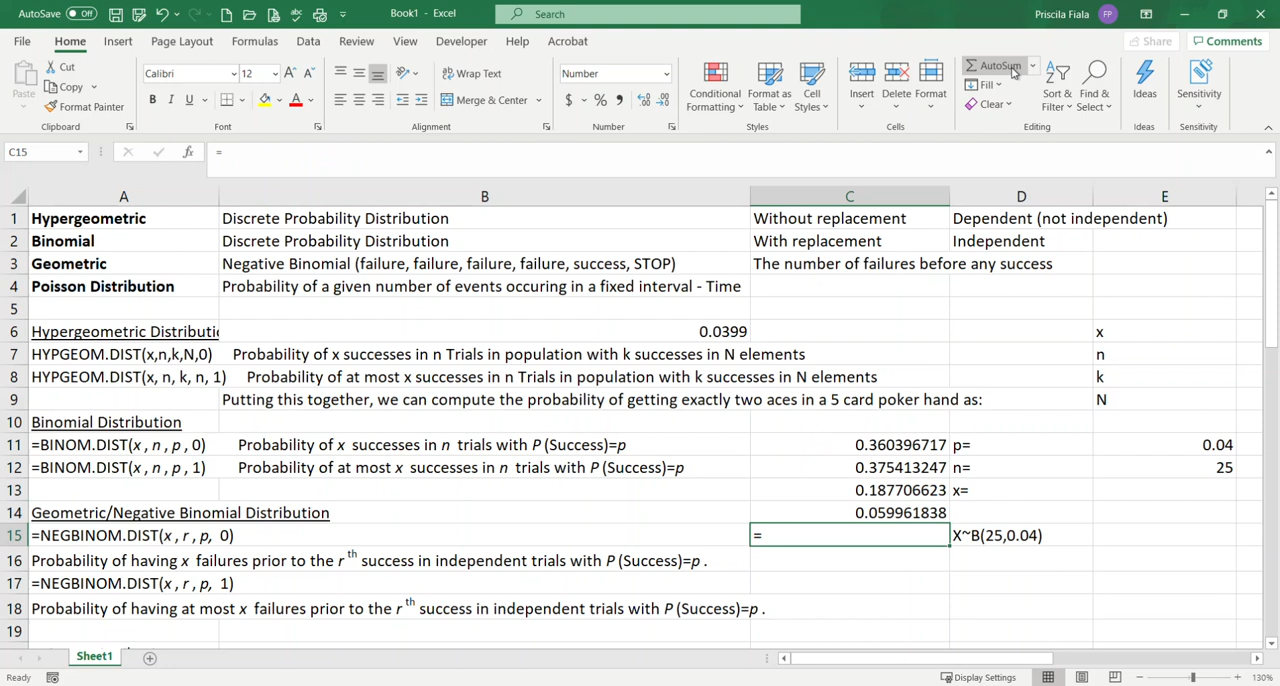 AutoSave Off Book1 - Excel Search Priscila Fiala FP
File Home Insert Page Layout Formulas Data Review View Developer Help Acrobat Share Comments
Paste Cut Copy Format Painter Clipboard
Calibri 12 A A B I U A Font
Wrap Text Merge & Center Alignment
Number $ % , Number
Conditional Formatting Format as Table Cell Styles Styles
Insert Delete Format Cells
AutoSum Fill Clear Sort & Filter Find & Select Editing
Ideas Ideas
Sensitivity Sensitivity
C15 fx =
A B C D E
1 Hypergeometric Discrete Probability Distribution Without replacement Dependent (not independent)
2 Binomial Discrete Probability Distribution With replacement Independent
3 Geometric Negative Binomial (failure, failure, failure, failure, success, STOP) The number of failures before any success
4 Poisson Distribution Probability of a given number of events occuring in a fixed interval - Time
5
6 Hypergeometric Distributio 0.0399 x
7 HYPGEOM.DIST(x,n,k,N,0) Probability of x successes in n Trials in population with k successes in N elements n
8 HYPGEOM.DIST(x, n, k, n, 1) Probability of at most x successes in n Trials in population with k successes in N elements k
9 Putting this together, we can compute the probability of getting exactly two aces in a 5 card poker hand as: N
10 Binomial Distribution
11 =BINOM.DIST(x , n , p , 0) Probability of x successes in n trials with P (Success)=p 0.360396717 p= 0.04
12 =BINOM.DIST(x , n , p , 1) Probability of at most x successes in n trials with P (Success)=p 0.375413247 n= 25
13 0.187706623 x=
14 Geometric/Negative Binomial Distribution 0.059961838
15 =NEGBINOM.DIST(x , r , p, 0) = X~B(25,0.04)
16 Probability of having x failures prior to the r th success in independent trials with P (Success)=p .
17 =NEGBINOM.DIST(x , r , p, 1)
18 Probability of having at most x failures prior to the r th success in independent trials with P (Success)=p .
19
Sheet1
Ready Display Settings 130%